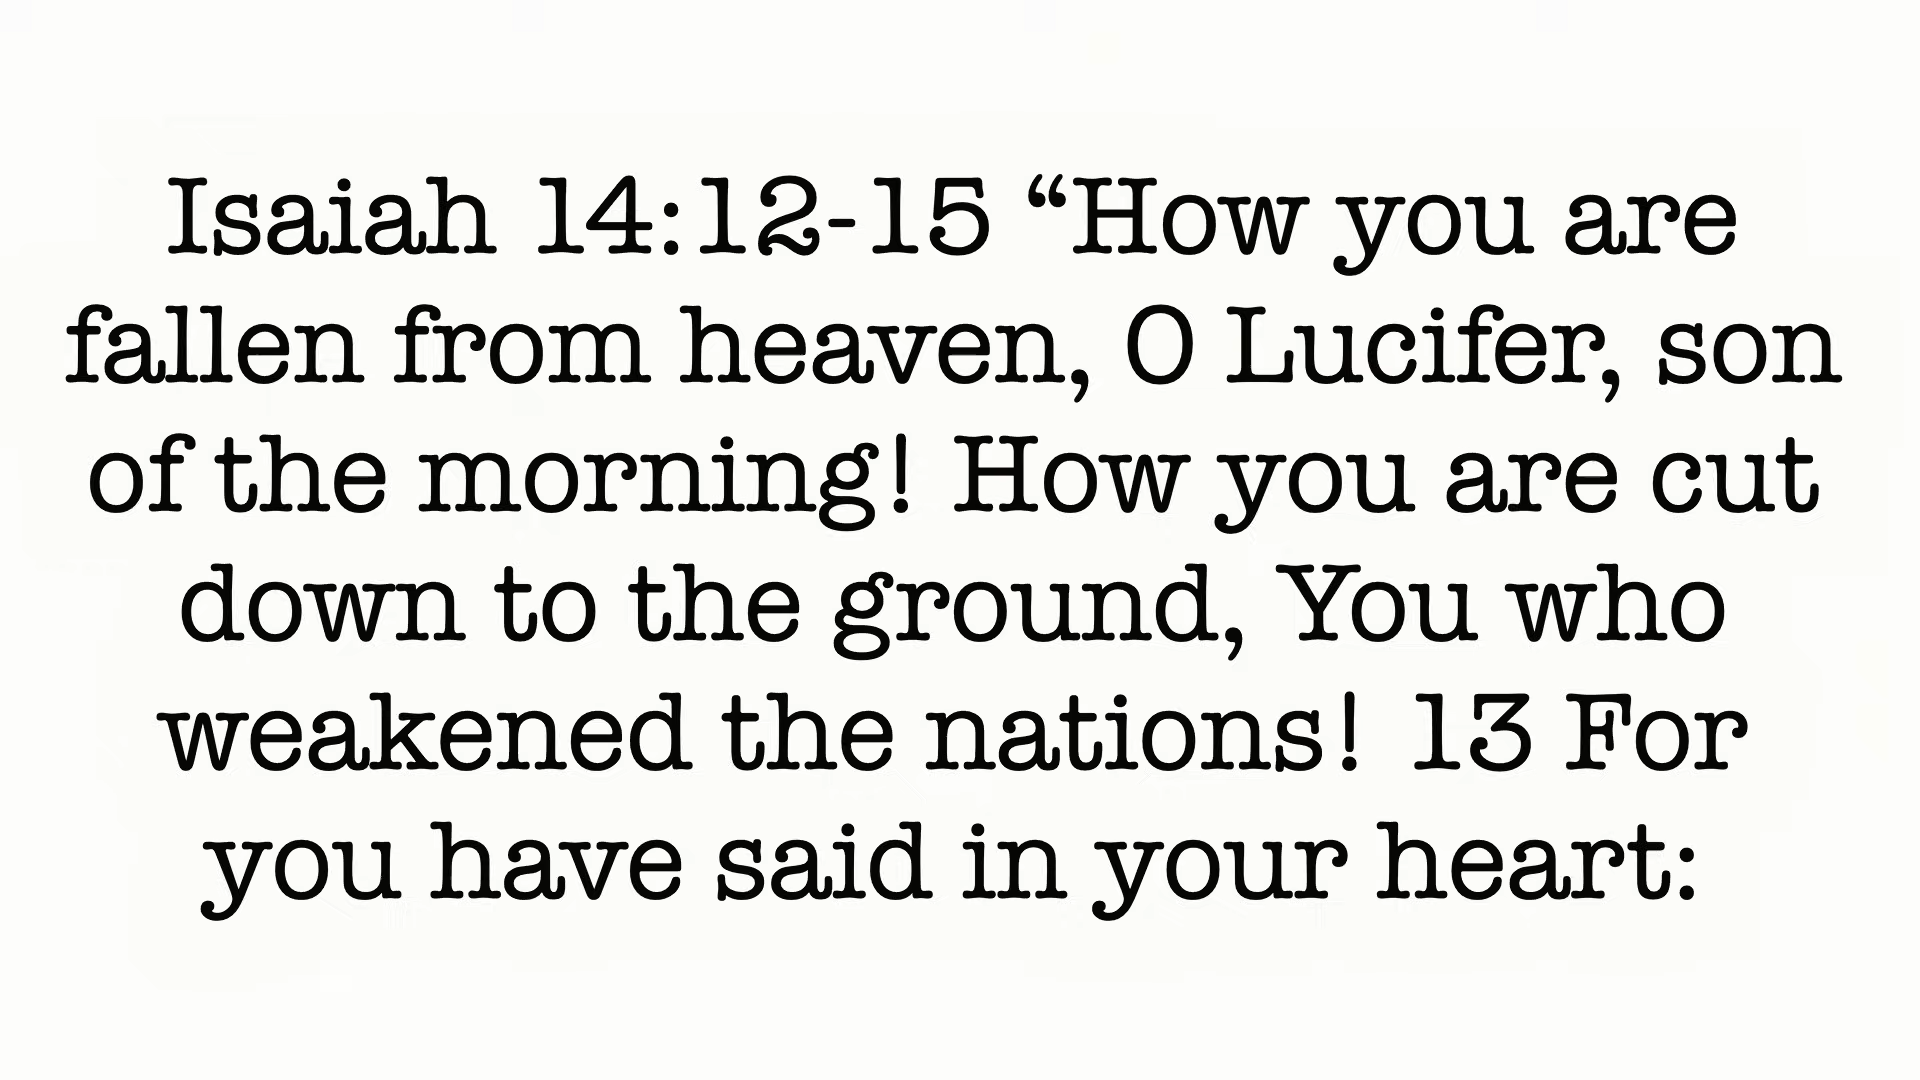 Isaiah 14:12-15 “How you are
fallen from heaven, O Lucifer, son
of the morning! How you are cut
down to the ground, You who
weakened the nations! 13 For
you have said in your heart: